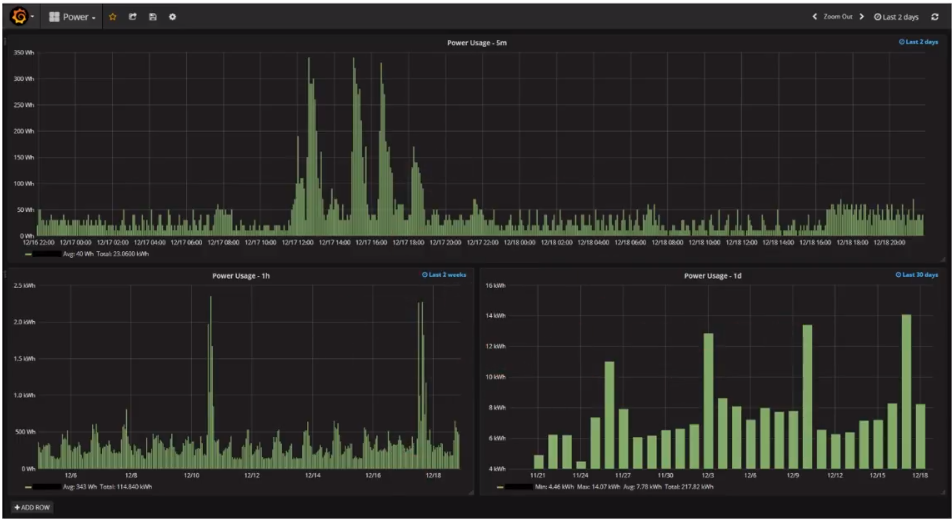 Power
Zoom Out
Last 2 days
Power Usage - 5m
Last 2 days
350 Wh
300 Wh
250 Wh
200 Wh
150 Wh
100 Wh
50 Wh
0 Wh
12/16 22:00 12/17 00:00 12/17 02:00 12/17 04:00 12/17 06:00 12/17 08:00 12/17 10:00 12/17 12:00 12/17 14:00 12/17 16:00 12/17 18:00 12/17 20:00 12/17 22:00 12/18 00:00 12/18 02:00 12/18 04:00 12/18 06:00 12/18 08:00 12/18 10:00 12/18 12:00 12/18 14:00 12/18 16:00 12/18 18:00 12/18 20:00
Avg: 40 Wh Total: 23.0600 kWh
Power Usage - 1h
Last 2 weeks
2.5 kWh
2.0 kWh
1.5 kWh
1.0 kWh
500 Wh
0 Wh
12/6 12/8 12/10 12/12 12/14 12/16 12/18
Avg: 343 Wh Total: 114.840 kWh
Power Usage - 1d
Last 30 days
16 kWh
14 kWh
12 kWh
10 kWh
8 kWh
6 kWh
4 kWh
11/21 11/24 11/27 11/30 12/3 12/6 12/9 12/12 12/15 12/18
Min: 4.46 kWh Max: 14.07 kWh Avg: 7.78 kWh Total: 217.82 kWh
+ ADD ROW